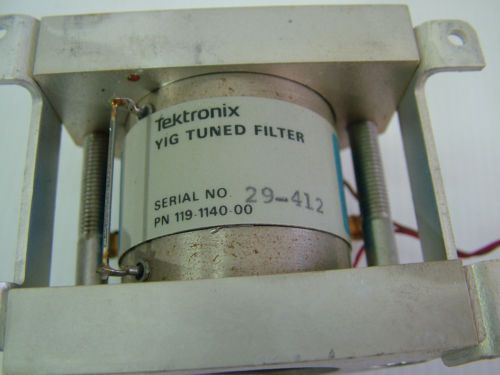 Tektronix
YIG TUNED FILTER
SERIAL NO. 29-412
PN 119-1140-00